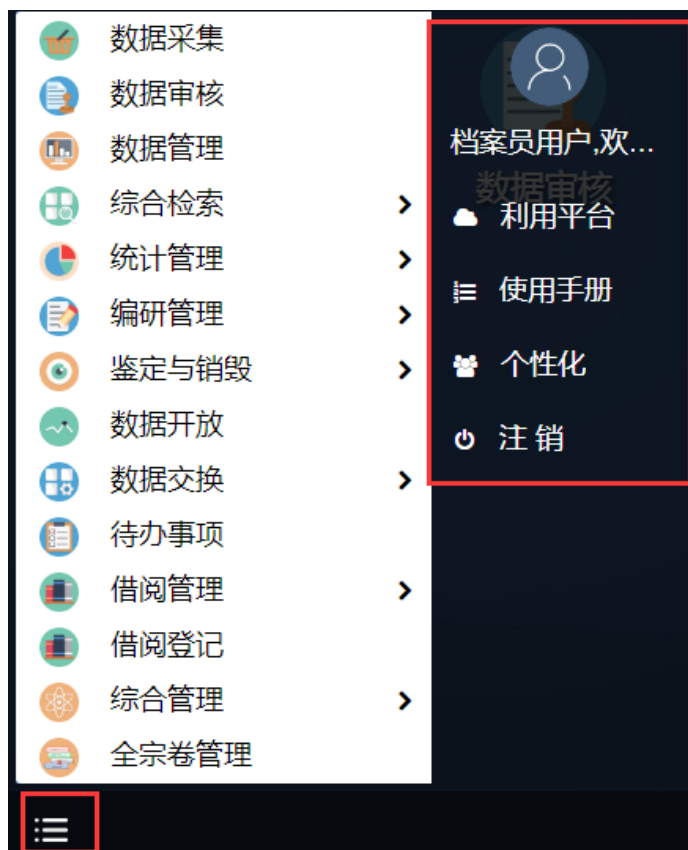 数据采集
数据审核
数据管理
综合检索
统计管理
编研管理
鉴定与销毁
数据开放
数据交换
待办事项
借阅管理
借阅登记
综合管理
全宗卷管理
档案员用户,欢...
数据审核
利用平台
使用手册
个性化
注 销